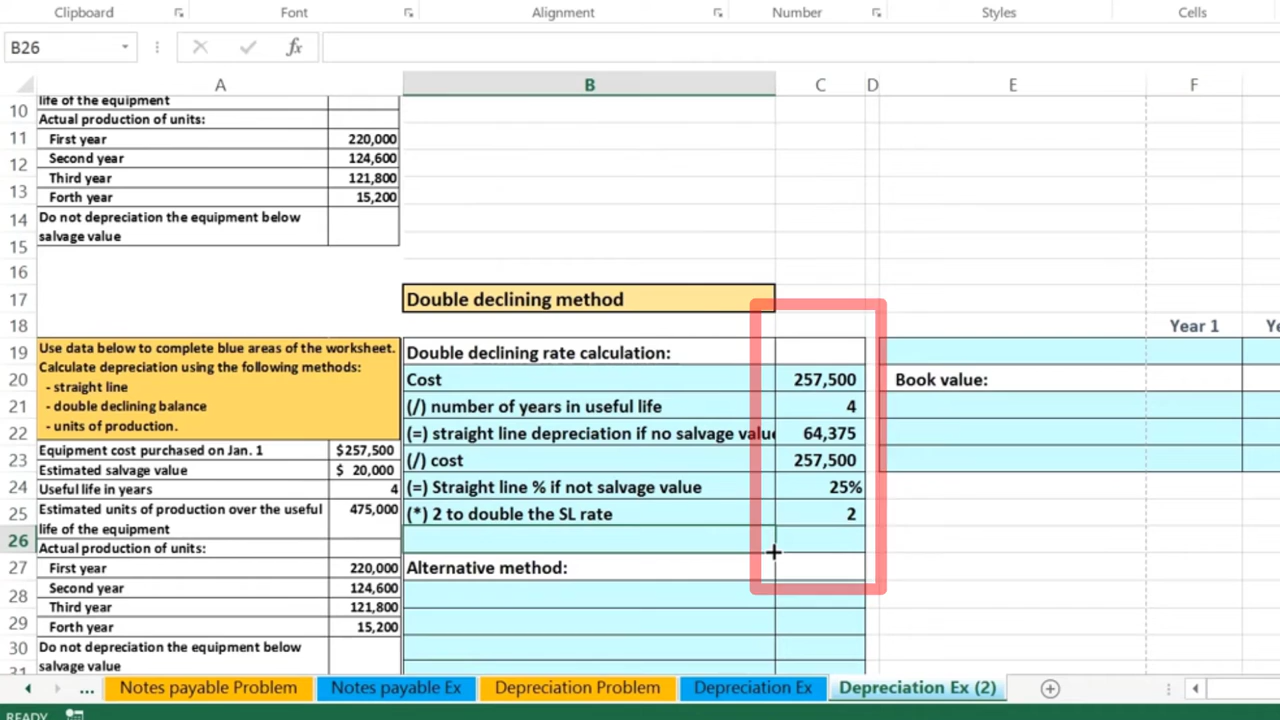 Clipboard Font Alignment Number Styles Cells
B26 fx
A B C D E F
10 life of the equipment
Actual production of units:
11 First year 220,000
12 Second year 124,600
13 Third year 121,800
Forth year 15,200
14 Do not depreciation the equipment below
15 salvage value
16
17 Double declining method
18 Year 1
19 Use data below to complete blue areas of the worksheet. Double declining rate calculation:
Calculate depreciation using the following methods:
20 - straight line Cost 257,500 Book value:
21 - double declining balance (/) number of years in useful life 4
22 - units of production. (=) straight line depreciation if no salvage 64,375
Equipment cost purchased on Jan. 1 $257,500
23 Estimated salvage value $ 20,000 (/) cost 257,500
24 Useful life in years 4 (=) Straight line % if not salvage value 25%
25 Estimated units of production over the useful 475,000 (*) 2 to double the SL rate 2
life of the equipment
26 Actual production of units:
27 First year 220,000 Alternative method:
28 Second year 124,600
29 Third year 121,800
Forth year 15,200
30 Do not depreciation the equipment below
31 salvage value
... Notes payable Problem Notes payable Ex Depreciation Problem Depreciation Ex Depreciation Ex (2)
READY